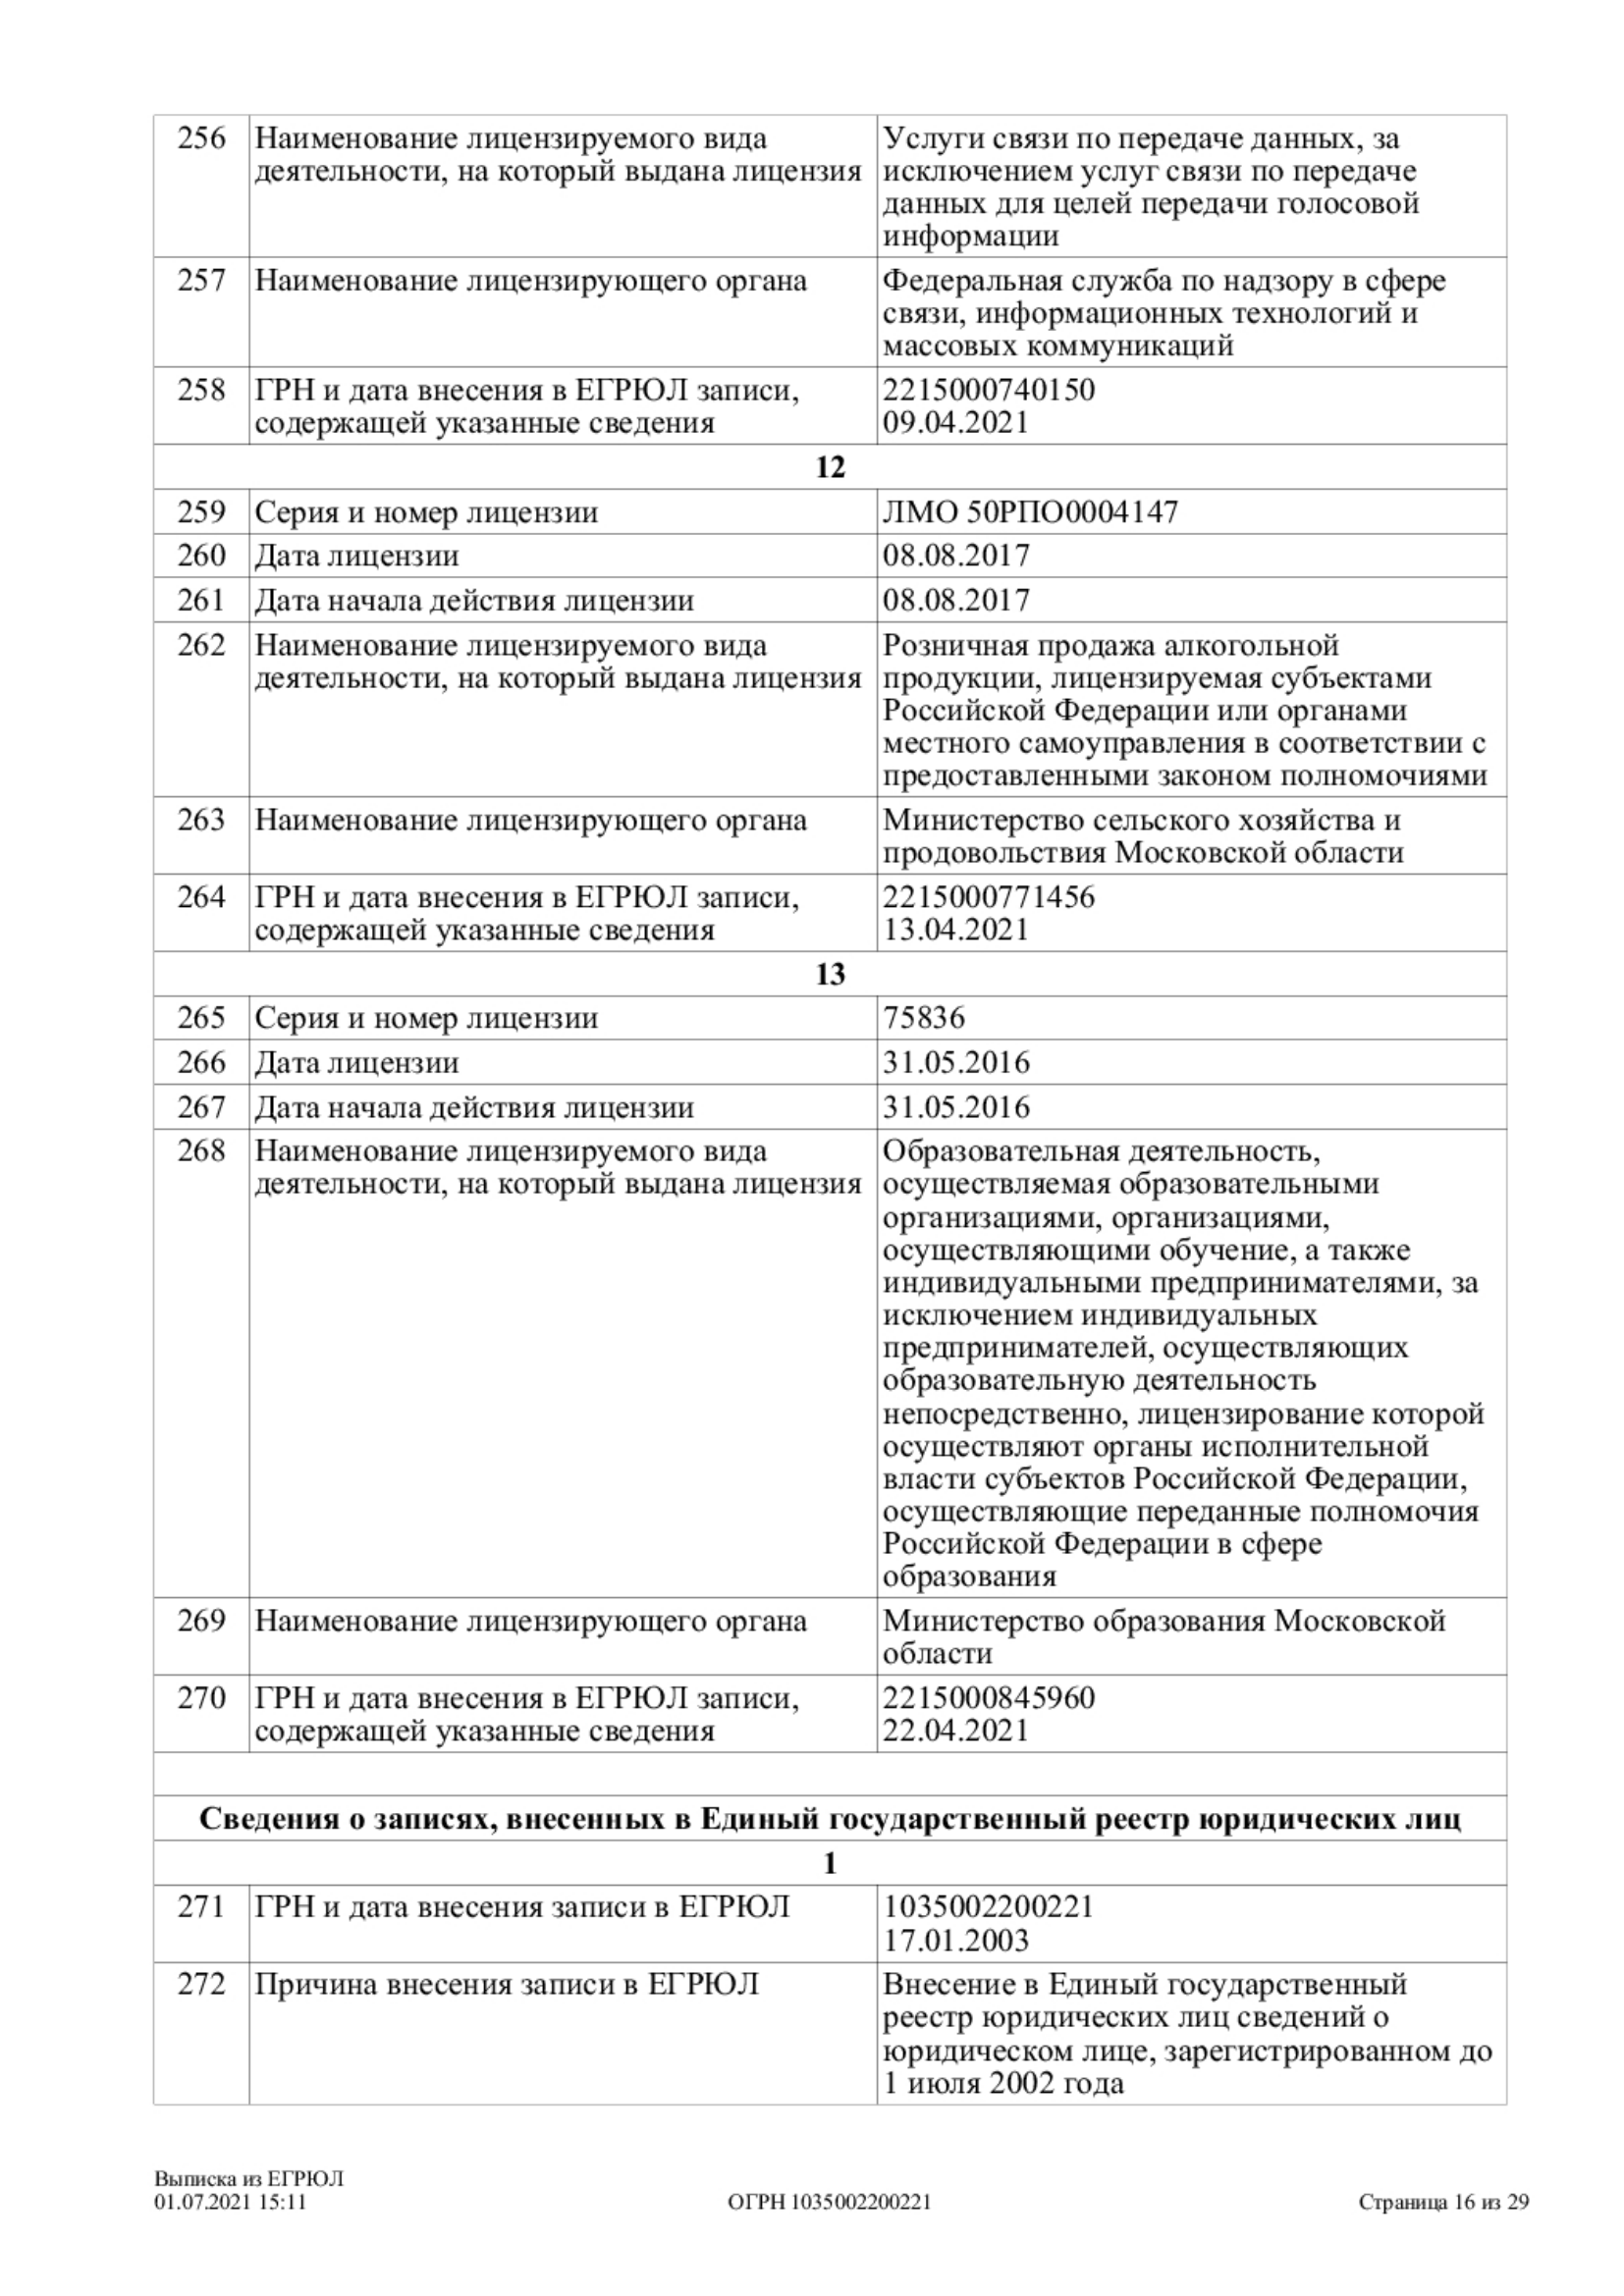 256 Наименование лицензируемого вида Услуги связи по передаче данных, за
деятельности, на который выдана лицензия исключением услуг связи по передаче
данных для целей передачи голосовой
информации
257 Наименование лицензирующего органа Федеральная служба по надзору в сфере
связи, информационных технологий и
массовых коммуникаций
258 ГРН и дата внесения в ЕГРЮЛ записи, 2215000740150
содержащей указанные сведения 09.04.2021
12
259 Серия и номер лицензии ЛМО 50РПО0004147
260 Дата лицензии 08.08.2017
261 Дата начала действия лицензии 08.08.2017
262 Наименование лицензируемого вида Розничная продажа алкогольной
деятельности, на который выдана лицензия продукции, лицензируемая субъектами
Российской Федерации или органами
местного самоуправления в соответствии с
предоставленными законом полномочиями
263 Наименование лицензирующего органа Министерство сельского хозяйства и
продовольствия Московской области
264 ГРН и дата внесения в ЕГРЮЛ записи, 2215000771456
содержащей указанные сведения 13.04.2021
13
265 Серия и номер лицензии 75836
266 Дата лицензии 31.05.2016
267 Дата начала действия лицензии 31.05.2016
268 Наименование лицензируемого вида Образовательная деятельность,
деятельности, на который выдана лицензия осуществляемая образовательными
организациями, организациями,
осуществляющими обучение, а также
индивидуальными предпринимателями, за
исключением индивидуальных
предпринимателей, осуществляющих
образовательную деятельность
непосредственно, лицензирование которой
осуществляют органы исполнительной
власти субъектов Российской Федерации,
осуществляющие переданные полномочия
Российской Федерации в сфере
образования
269 Наименование лицензирующего органа Министерство образования Московской
области
270 ГРН и дата внесения в ЕГРЮЛ записи, 2215000845960
содержащей указанные сведения 22.04.2021
Сведения о записях, внесенных в Единый государственный реестр юридических лиц
1
271 ГРН и дата внесения записи в ЕГРЮЛ 1035002200221
17.01.2003
272 Причина внесения записи в ЕГРЮЛ Внесение в Единый государственный
реестр юридических лиц сведений о
юридическом лице, зарегистрированном до
1 июля 2002 года
Выписка из ЕГРЮЛ
01.07.2021 15:11 ОГРН 1035002200221 Страница 16 из 29